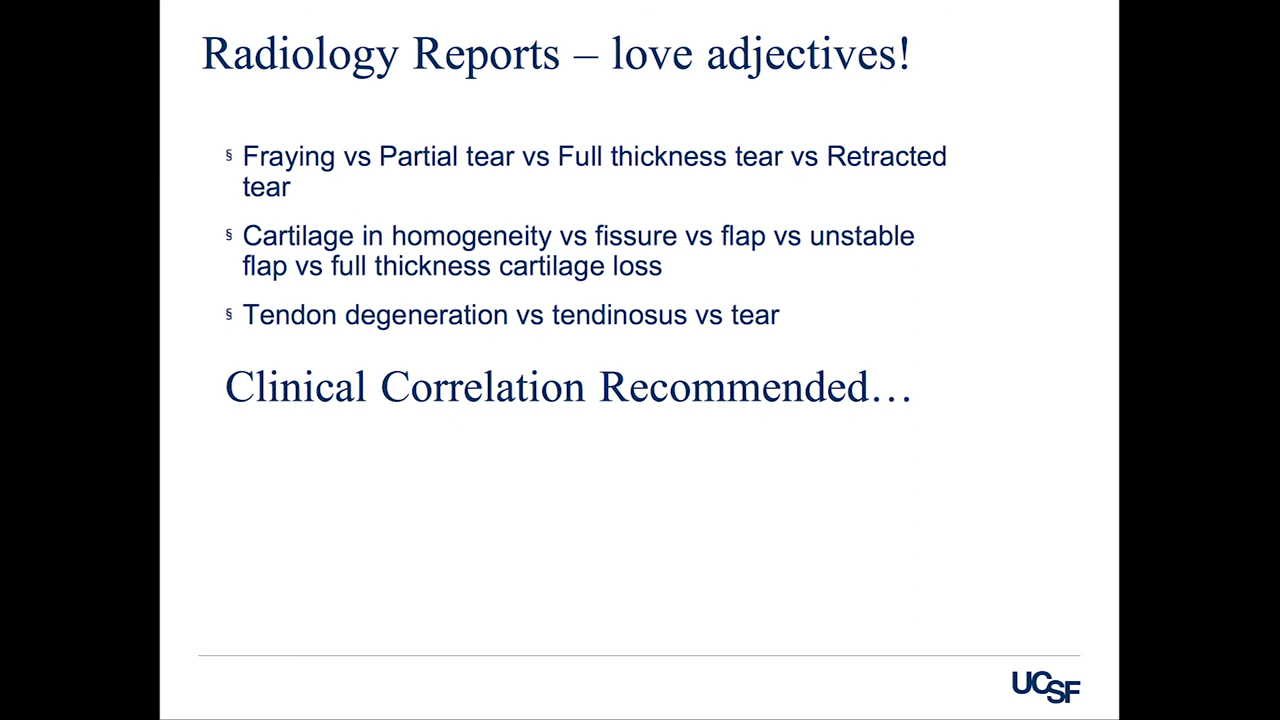 Radiology Reports – love adjectives!
§ Fraying vs Partial tear vs Full thickness tear vs Retracted
tear
§ Cartilage in homogeneity vs fissure vs flap vs unstable
flap vs full thickness cartilage loss
§ Tendon degeneration vs tendinosus vs tear
Clinical Correlation Recommended…
UCSF